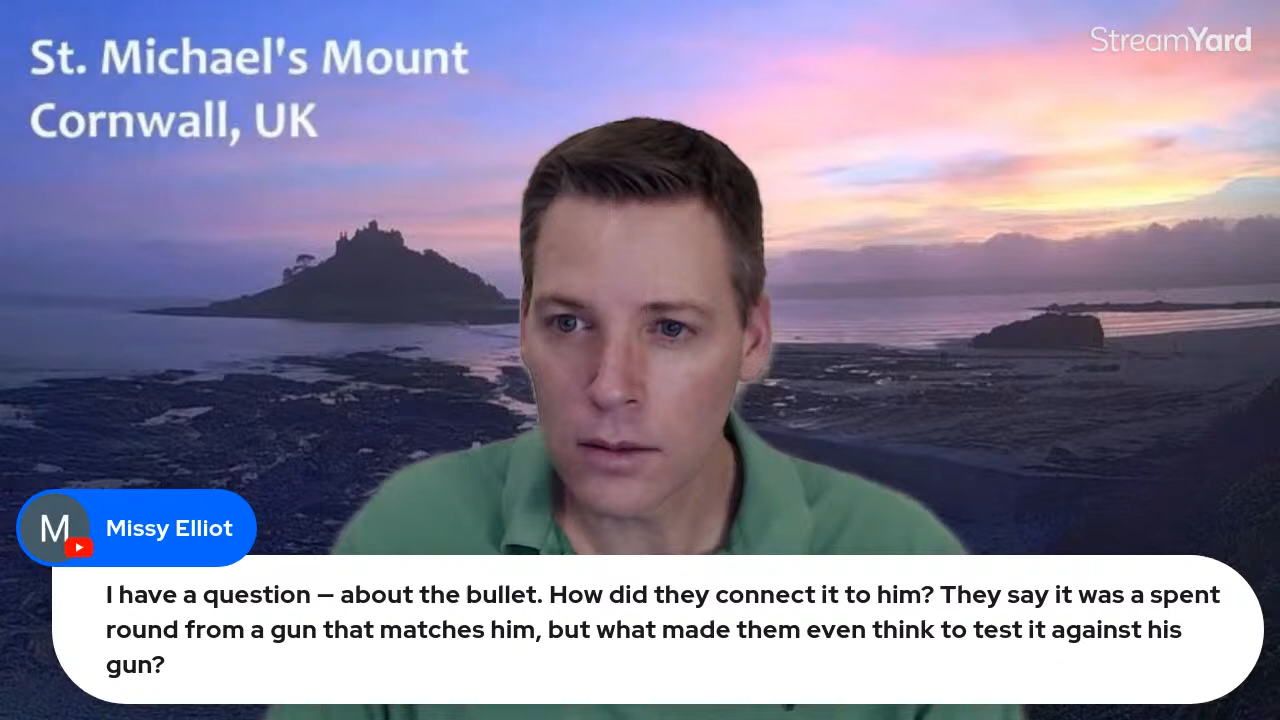 St. Michael's Mount
Cornwall, UK
StreamYard
M
Missy Elliot
I have a question — about the bullet. How did they connect it to him? They say it was a spent
round from a gun that matches him, but what made them even think to test it against his
gun?